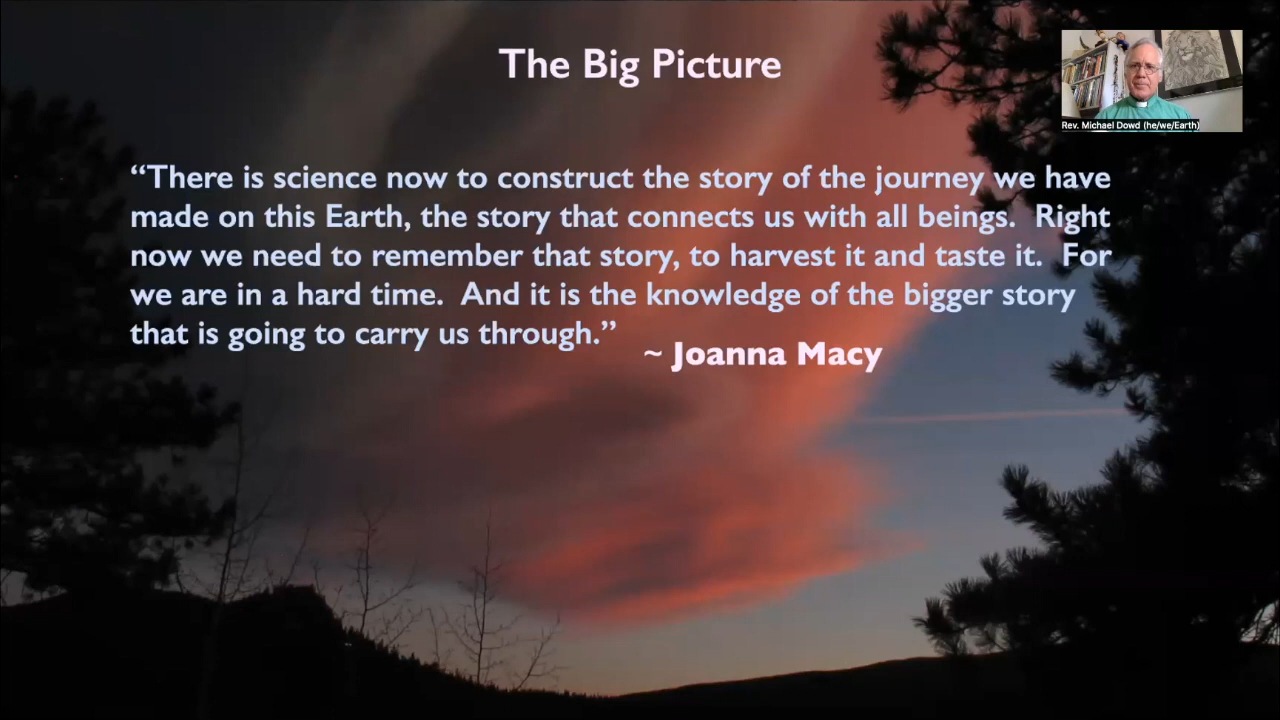 The Big Picture
Rev. Michael Dowd (he/we/Earth)
“There is science now to construct the story of the journey we have
made on this Earth, the story that connects us with all beings.  Right
now we need to remember that story, to harvest it and taste it.  For
we are in a hard time.  And it is the knowledge of the bigger story
that is going to carry us through.”
~ Joanna Macy